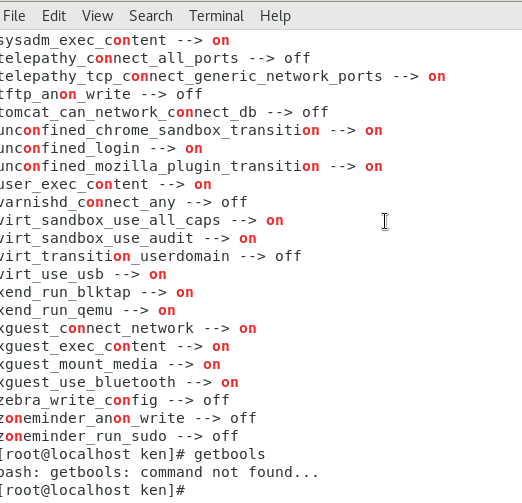 File Edit View Search Terminal Help
sysadm_exec_content --> on
telepathy_connect_all_ports --> off
telepathy_tcp_connect_generic_network_ports --> on
tftp_anon_write --> off
tomcat_can_network_connect_db --> off
unconfined_chrome_sandbox_transition --> on
unconfined_login --> on
unconfined_mozilla_plugin_transition --> on
user_exec_content --> on
varnishd_connect_any --> off
virt_sandbox_use_all_caps --> on
virt_sandbox_use_audit --> on
virt_transition_userdomain --> off
virt_use_usb --> on
xend_run_blktap --> on
xend_run_qemu --> on
xguest_connect_network --> on
xguest_exec_content --> on
xguest_mount_media --> on
xguest_use_bluetooth --> on
zebra_write_config --> off
zoneminder_anon_write --> off
zoneminder_run_sudo --> off
[root@localhost ken]# getbools
bash: getbools: command not found...
[root@localhost ken]#